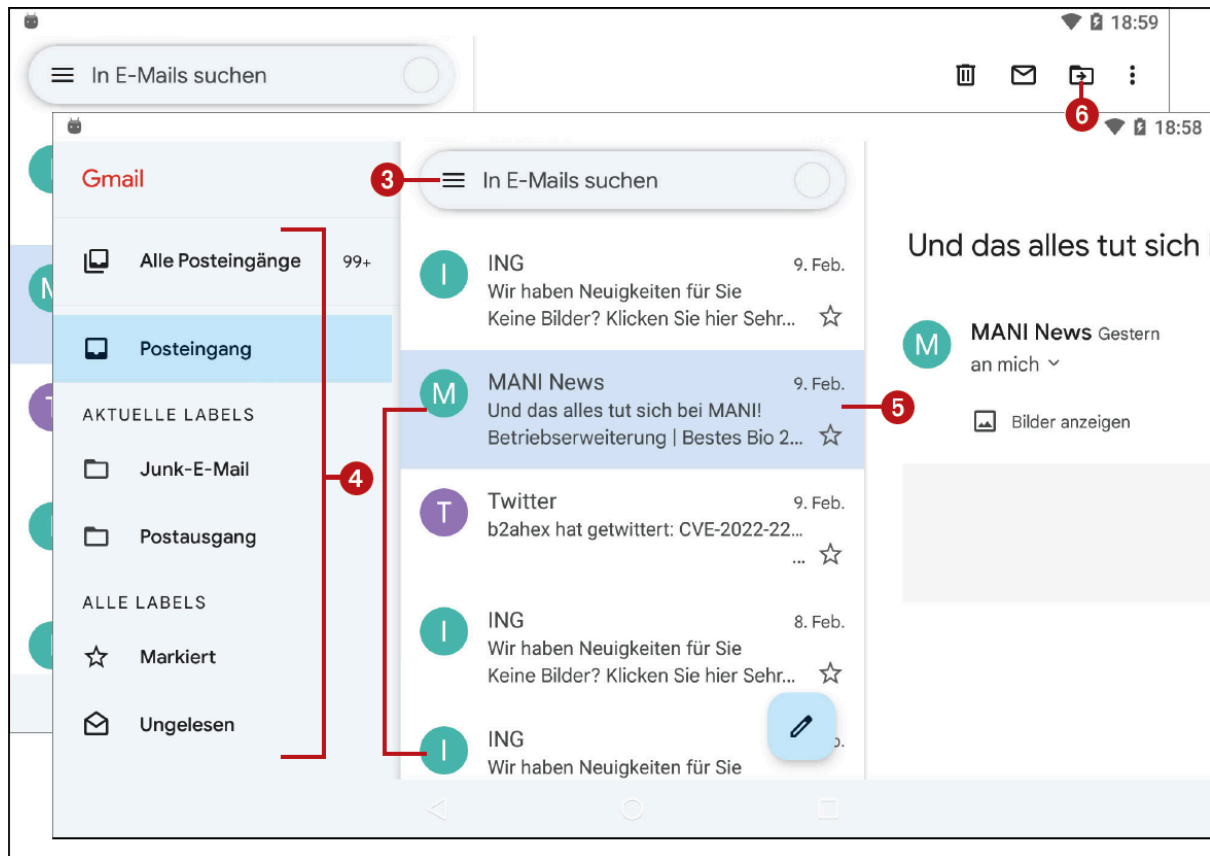 18:59
In E-Mails suchen
6
18:58
Gmail
3
In E-Mails suchen
Alle Posteingänge 99+
Posteingang
AKTUELLE LABELS
Junk-E-Mail
4
Postausgang
ALLE LABELS
Markiert
Ungelesen
I
ING 9. Feb.
Wir haben Neuigkeiten für Sie
Keine Bilder? Klicken Sie hier Sehr...
M
MANI News 9. Feb.
Und das alles tut sich bei MANI!
Betriebserweiterung | Bestes Bio 2...
5
T
Twitter 9. Feb.
b2ahex hat getwittert: CVE-2022-22...
...
I
ING 8. Feb.
Wir haben Neuigkeiten für Sie
Keine Bilder? Klicken Sie hier Sehr...
I
ING
Wir haben Neuigkeiten für Sie
Und das alles tut sich
M
MANI News Gestern
an mich
Bilder anzeigen